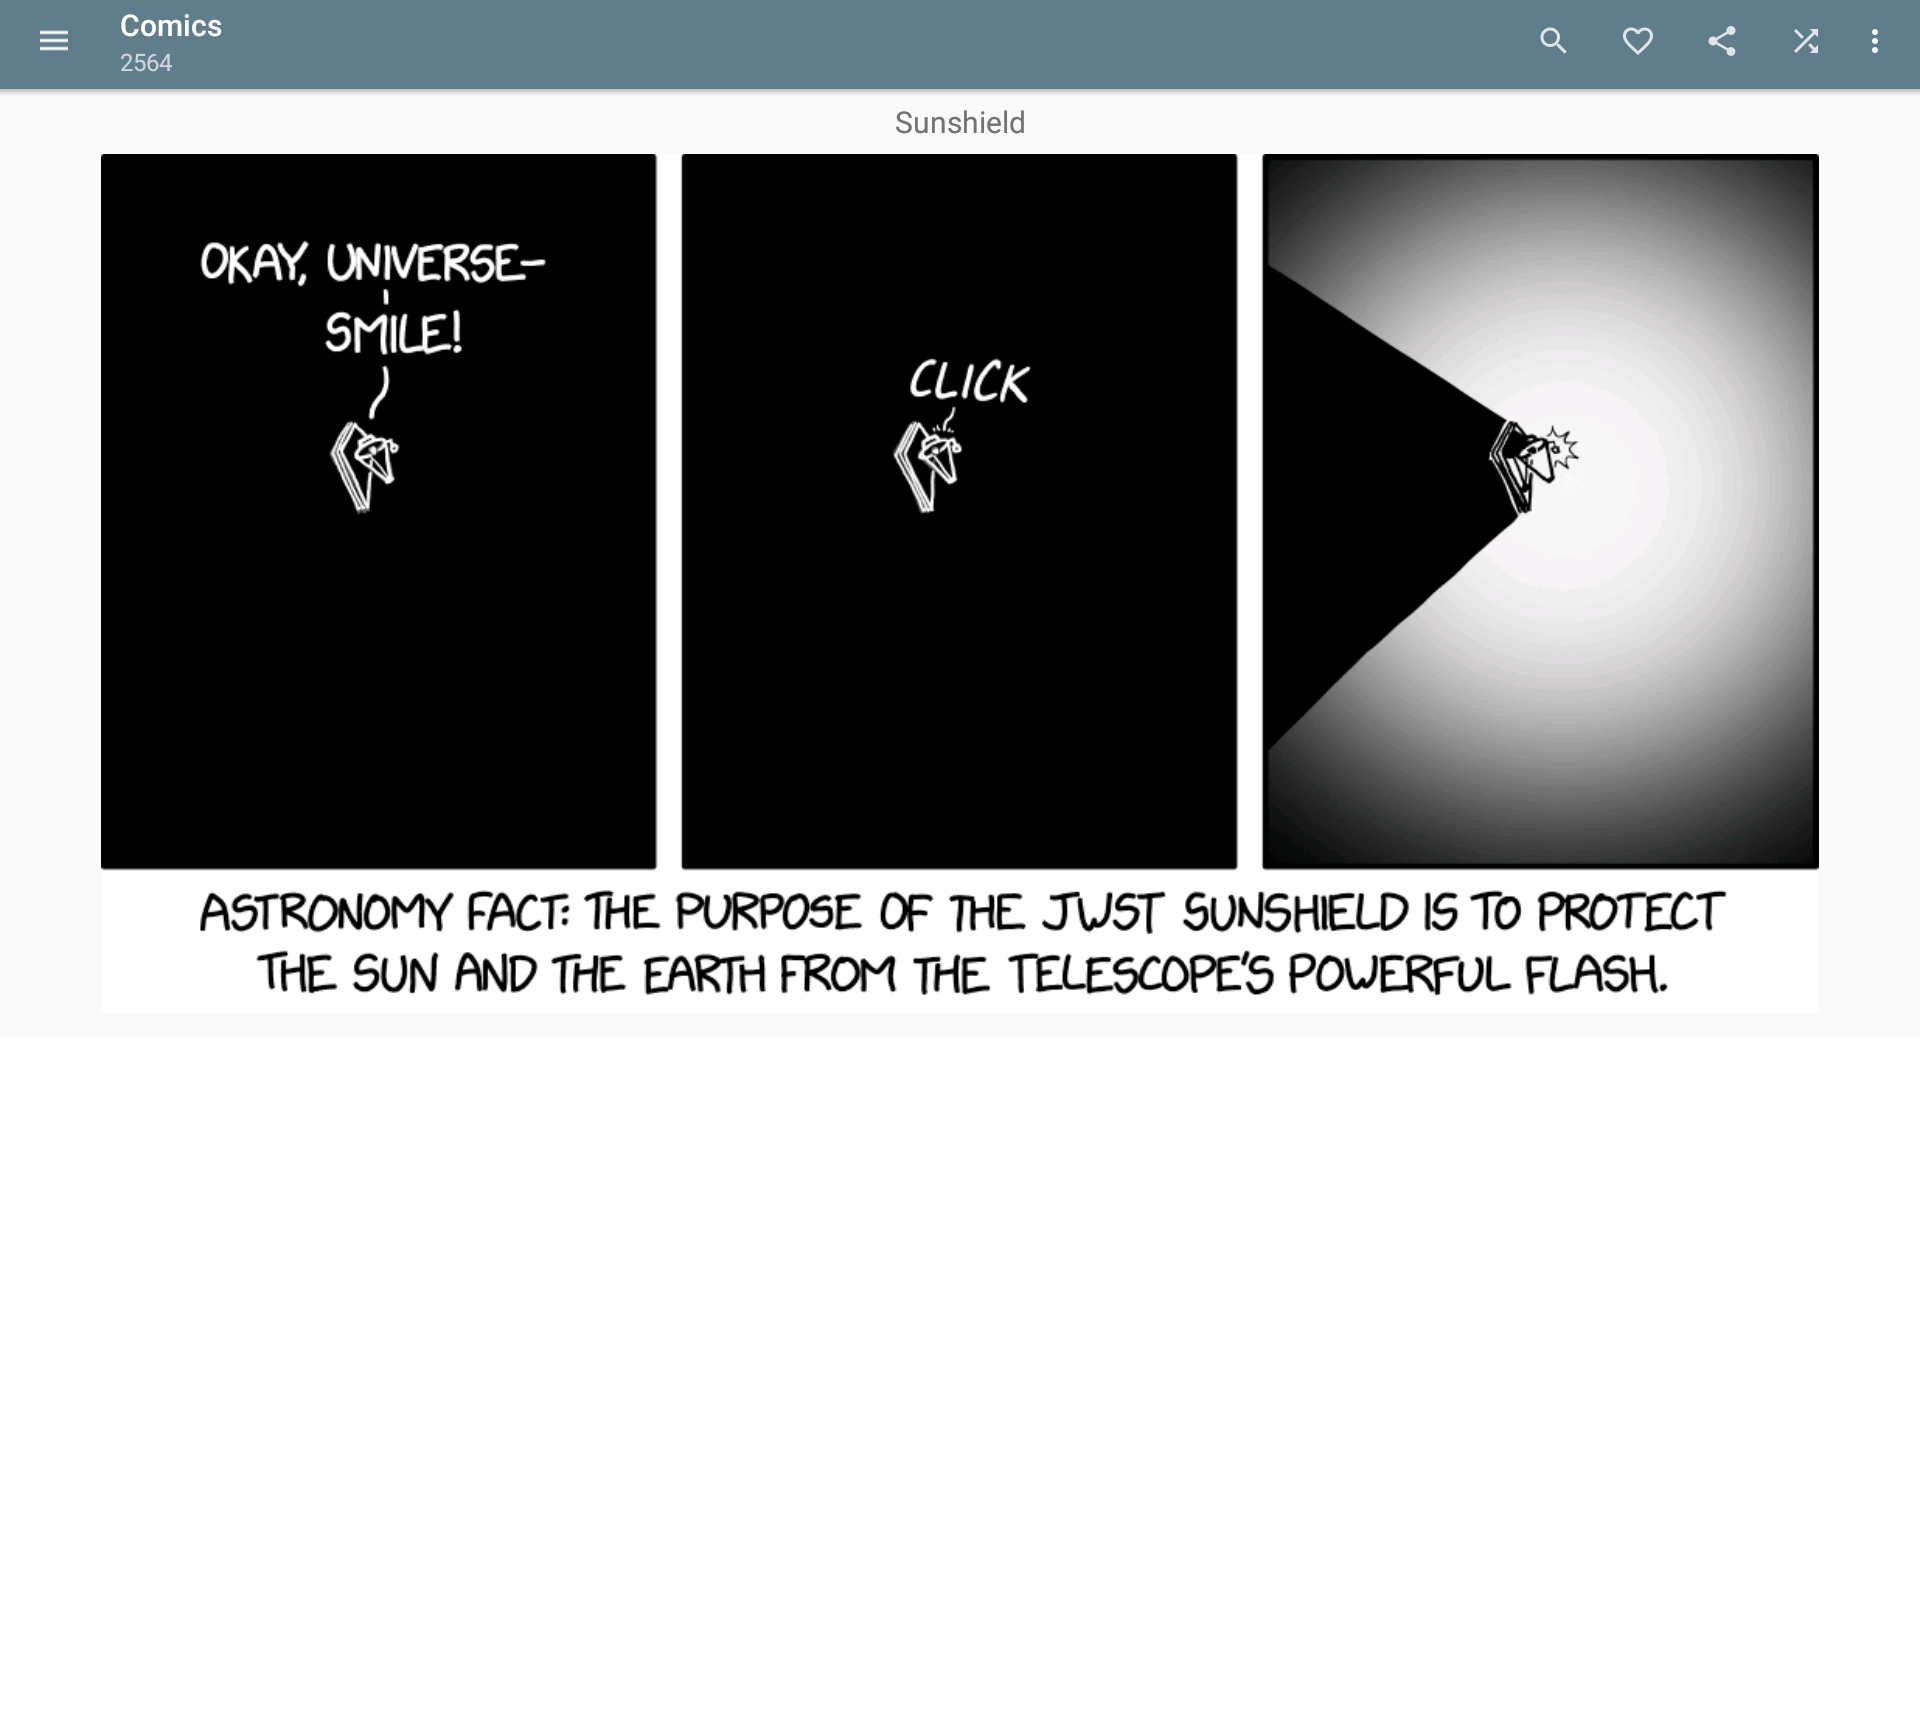 Comics
2564
Sunshield
OKAY, UNIVERSE–
SMILE!
CLICK
ASTRONOMY FACT: THE PURPOSE OF THE JWST SUNSHIELD IS TO PROTECT
THE SUN AND THE EARTH FROM THE TELESCOPE'S POWERFUL FLASH.